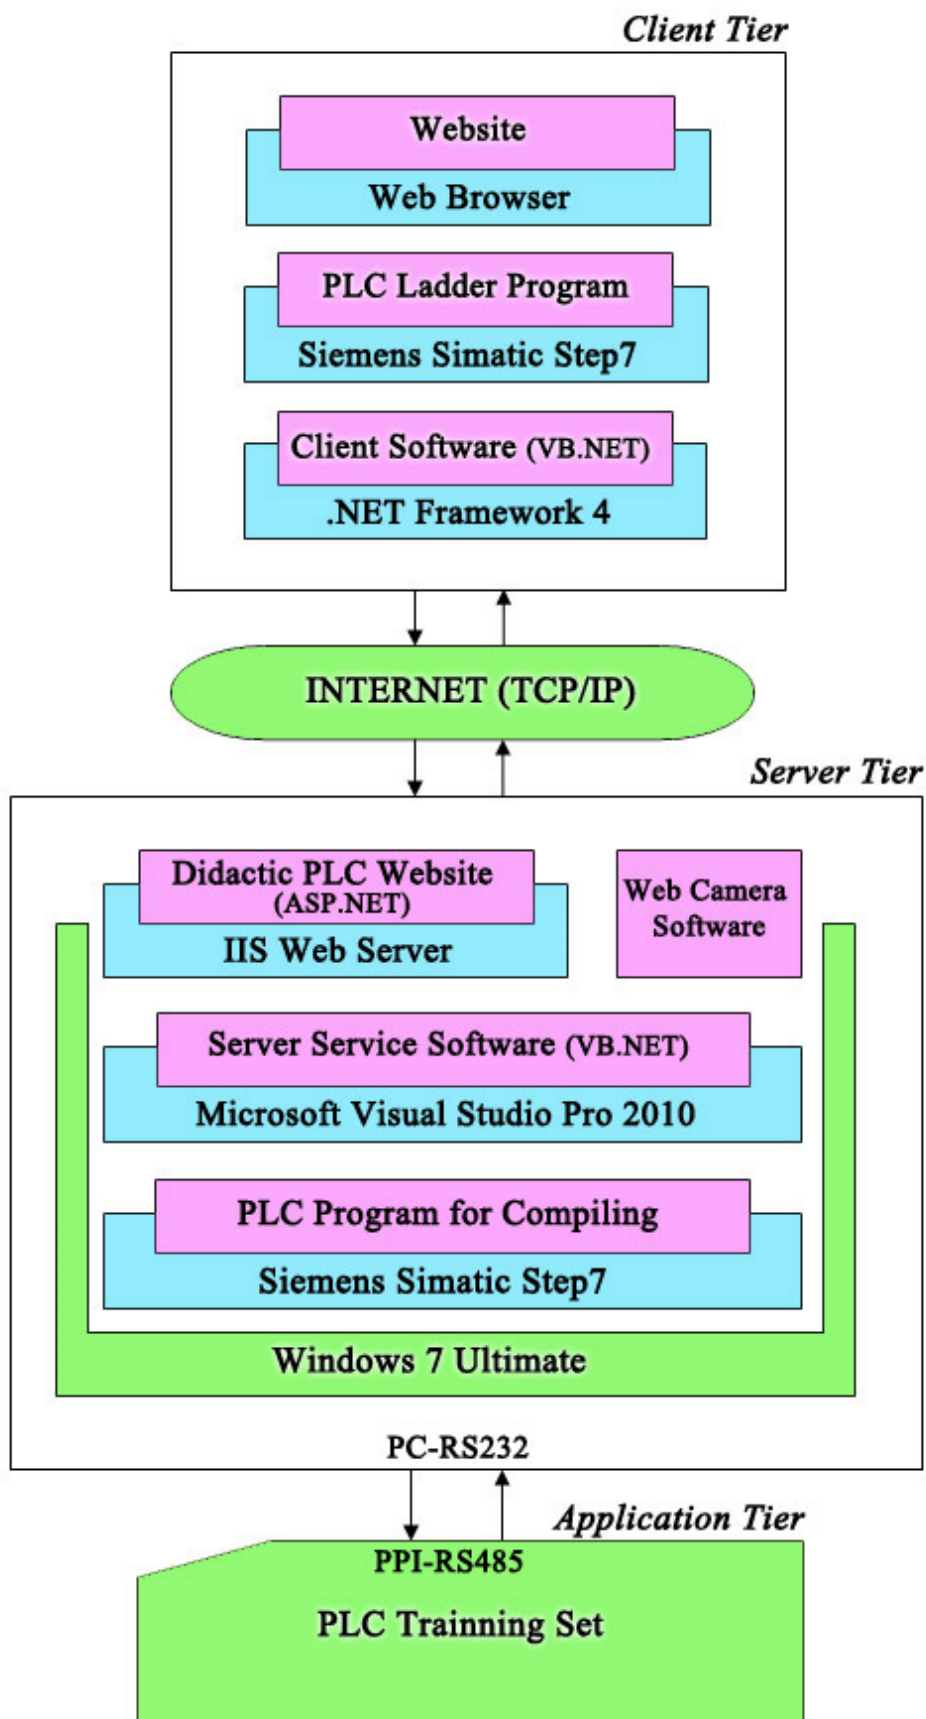 Client Tier
Website
Web Browser
PLC Ladder Program
Siemens Simatic Step7
Client Software (VB.NET)
.NET Framework 4
INTERNET (TCP/IP)
Server Tier
Didactic PLC Website
(ASP.NET)
IIS Web Server
Web Camera
Software
Server Service Software (VB.NET)
Microsoft Visual Studio Pro 2010
PLC Program for Compiling
Siemens Simatic Step7
Windows 7 Ultimate
PC-RS232
Application Tier
PPI-RS485
PLC Trainning Set